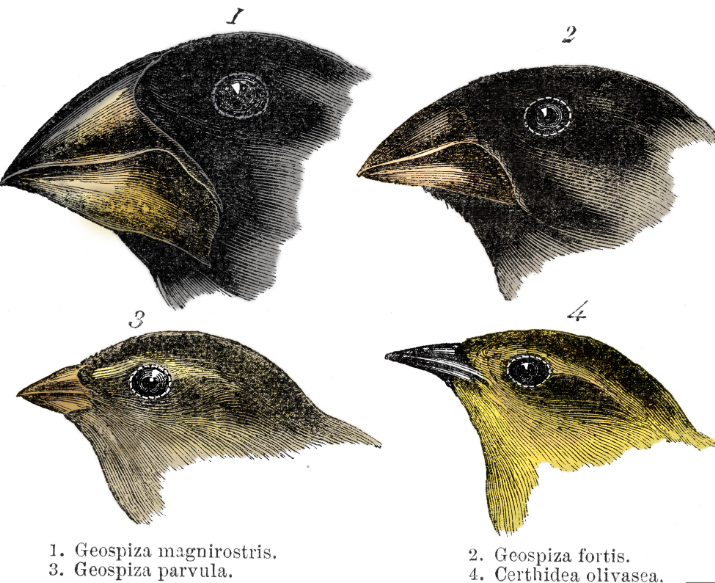 1
2
3
4
1. Geospiza magnirostris.
2. Geospiza fortis.
3. Geospiza parvula.
4. Certhidea olivasea.